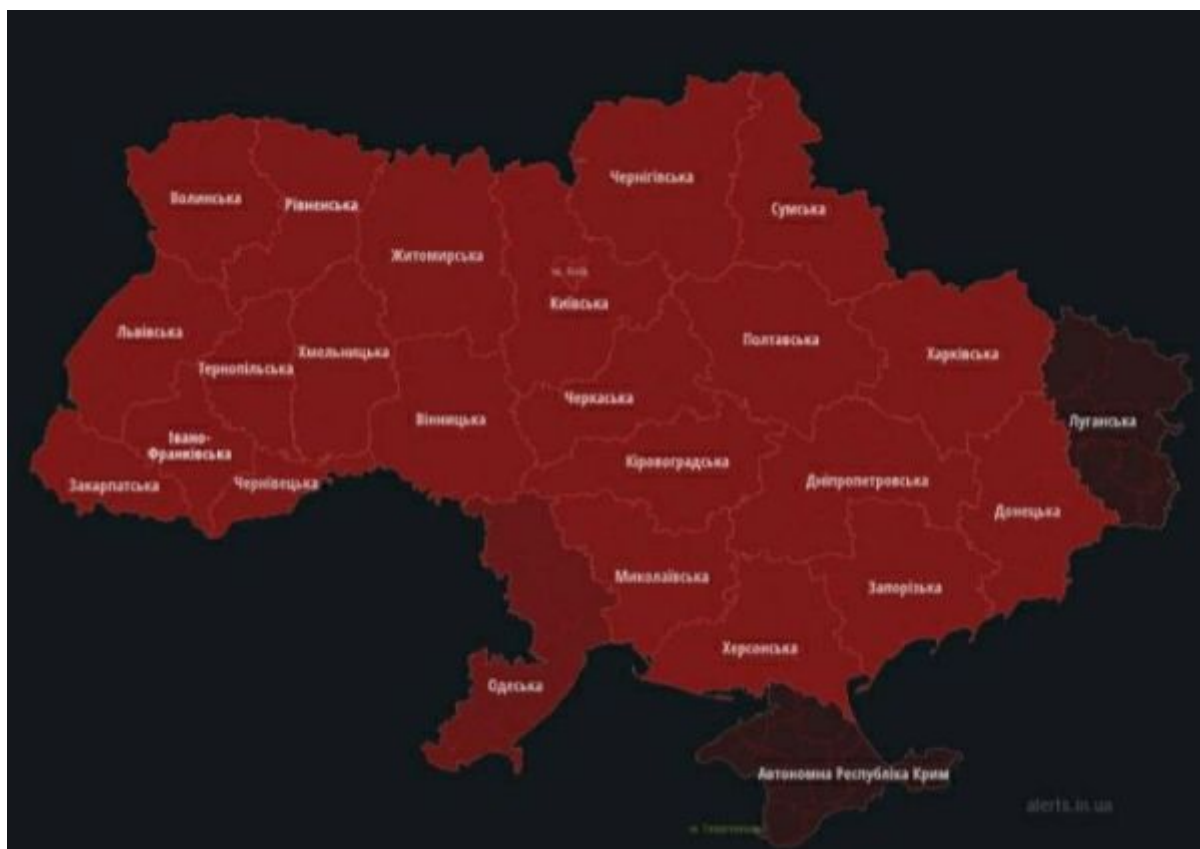 Чернігівська
Волинська
Рівненська
Сумська
Житомирська
м. Київ
Київська
Львівська
Полтавська
Хмельницька
Харківська
Тернопільська
Черкаська
Вінницька
Луганська
Івано-
Франківська
Кіровоградська
Закарпатська
Чернівецька
Дніпропетровська
Донецька
Миколаївська
Запорізька
Херсонська
Одеська
Автономна Республіка Крим
alerts.in.ua